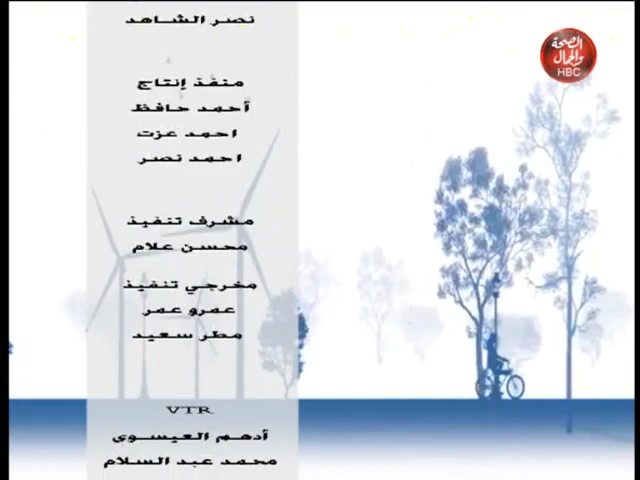 نصر الشاهد
الصحة
والجمال
HBC
منفذ إنتاج
أحمد حافظ
احمد عزت
احمد نصر
مشرف تنفيذ
محسن علام
مخرجي تنفيذ
عمرو عمر
مطر سعيد
VTR
أدهم العيسوى
محمد عبد السلام